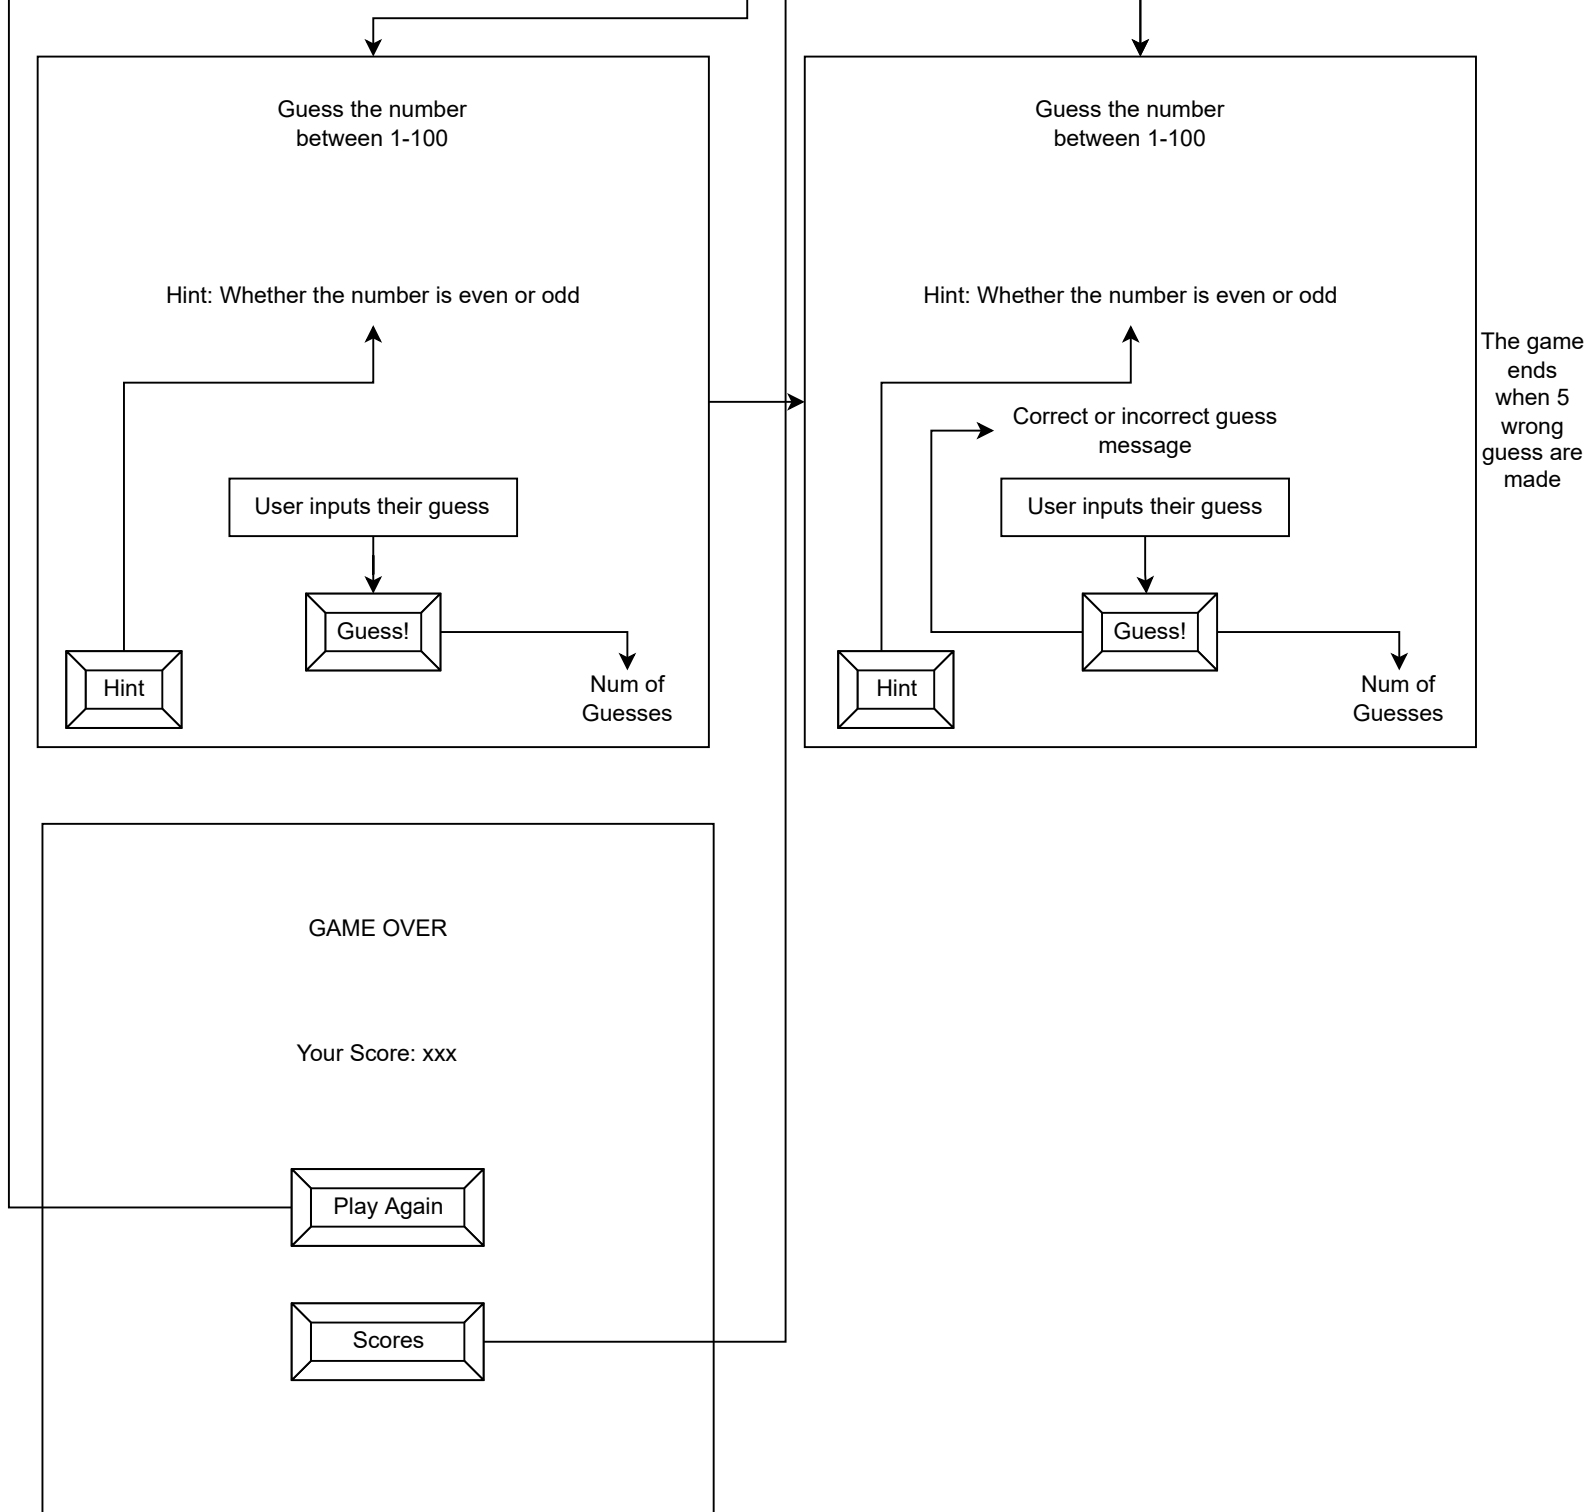 Guess the number
between 1-100
Hint: Whether the number is even or odd
User inputs their guess
Guess!
Hint
Num of
Guesses
Guess the number
between 1-100
Hint: Whether the number is even or odd
Correct or incorrect guess
message
User inputs their guess
Guess!
Hint
Num of
Guesses
The game
ends
when 5
wrong
guess are
made
GAME OVER
Your Score: xxx
Play Again
Scores